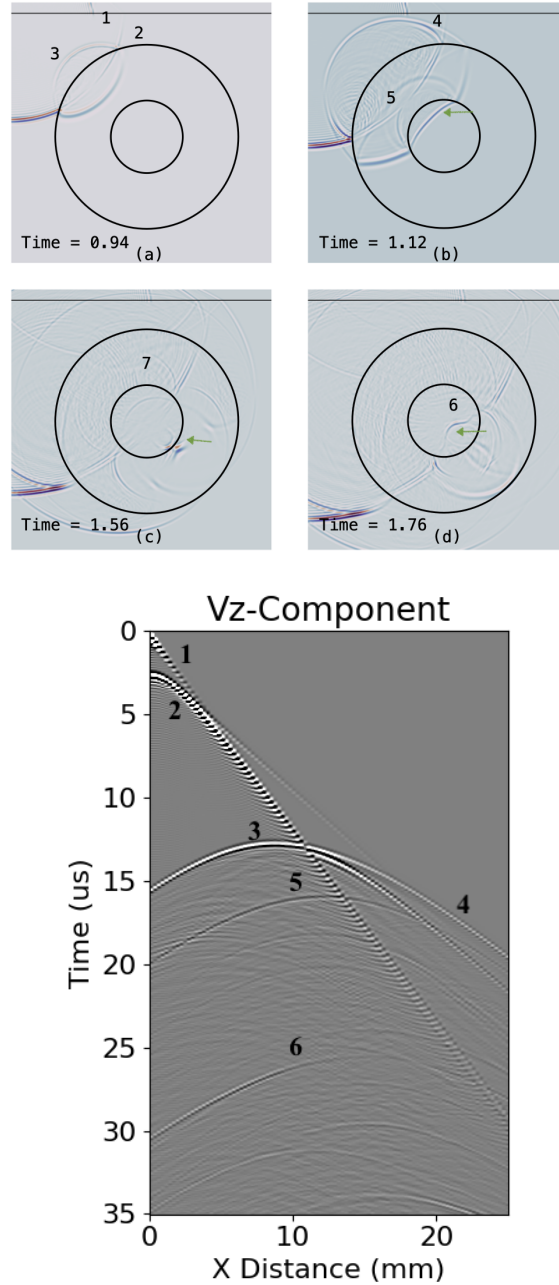 1
2
3
Time = 0.94
(a)
4
5
Time = 1.12
(b)
7
Time = 1.56
(c)
6
Time = 1.76
(d)
Vz-Component
0
5
10
15
20
25
30
35
Time (us)
1
2
3
5
4
6
0
10
20
X Distance (mm)